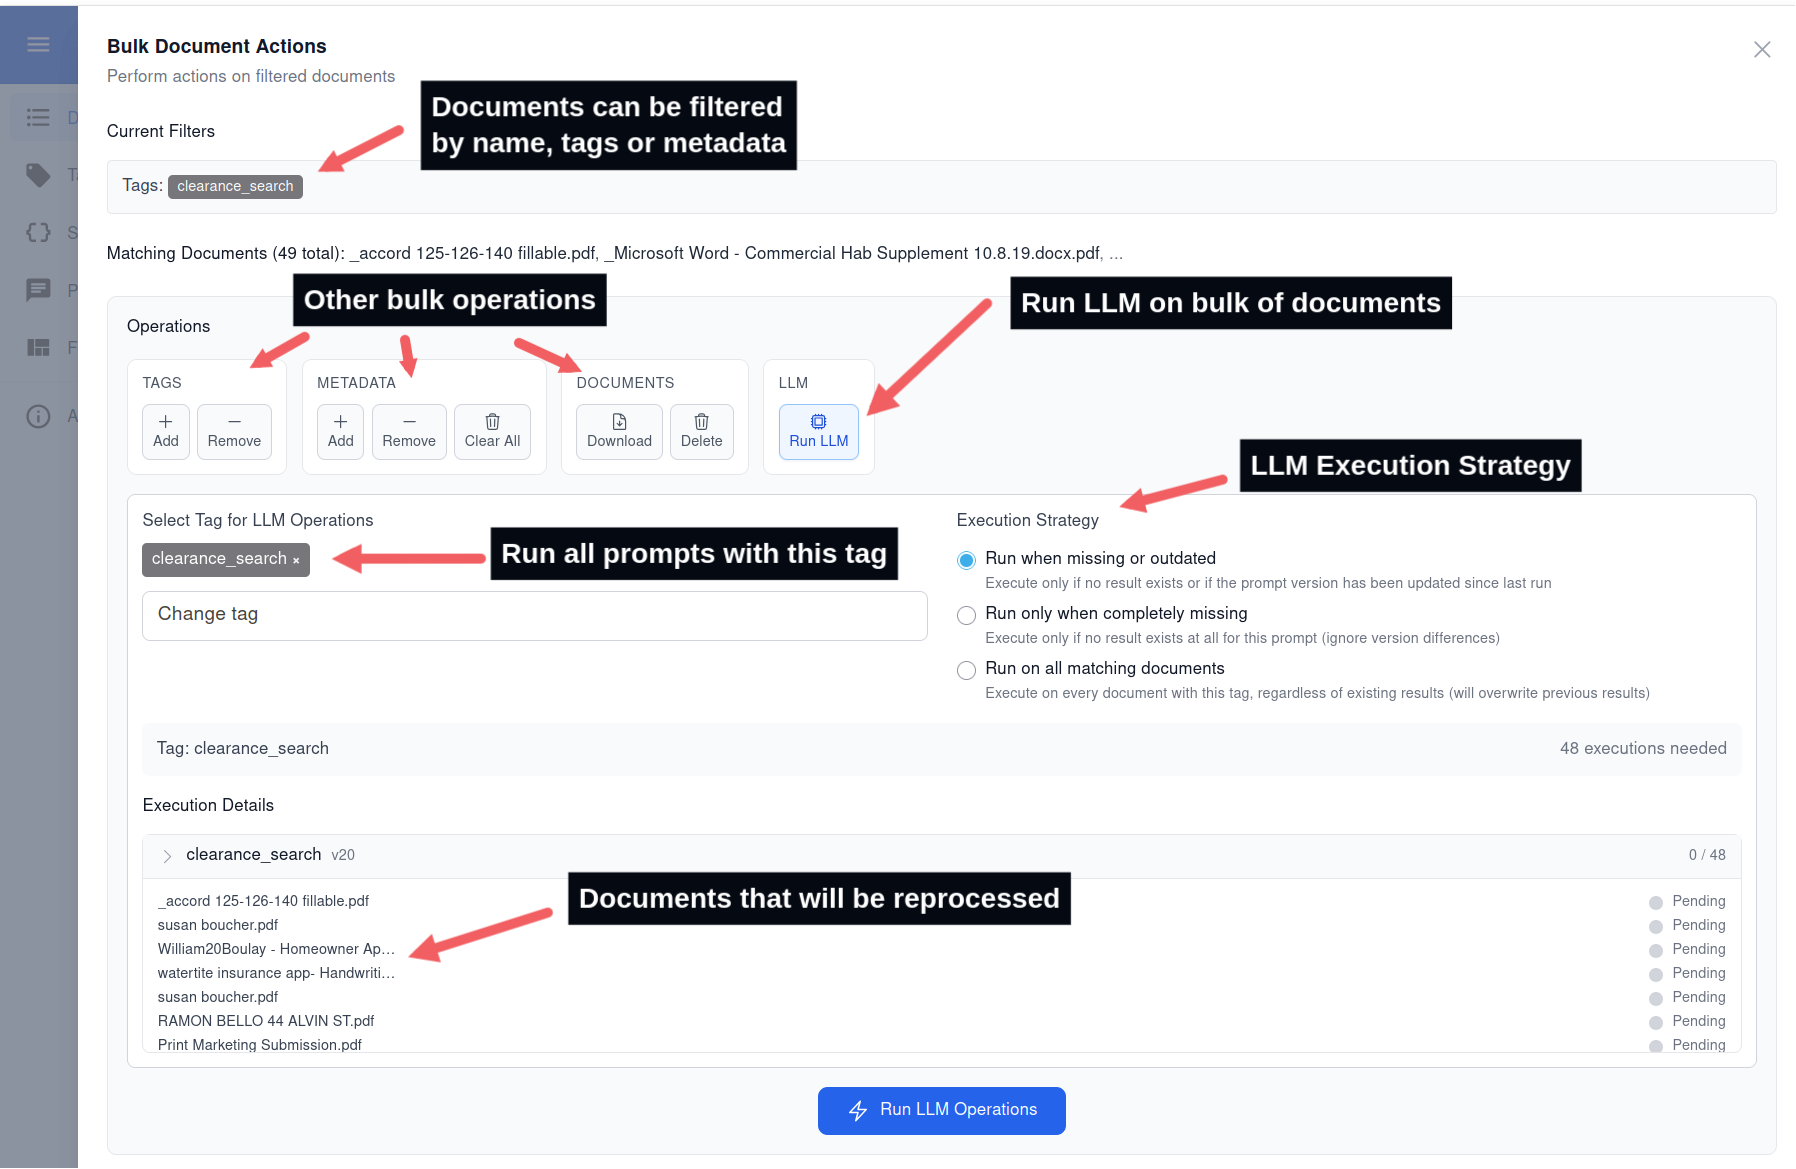 Bulk Document Actions
Perform actions on filtered documents
Documents can be filtered
by name, tags or metadata
Current Filters
Tags: clearance_search
Matching Documents (49 total): _accord 125-126-140 fillable.pdf, _Microsoft Word - Commercial Hab Supplement 10.8.19.docx.pdf, ...
Other bulk operations
Run LLM on bulk of documents
Operations
TAGS
Add
Remove
METADATA
Add
Remove
Clear All
DOCUMENTS
Download
Delete
LLM
Run LLM
LLM Execution Strategy
Select Tag for LLM Operations
clearance_search ×
Run all prompts with this tag
Change tag
Execution Strategy
Run when missing or outdated
Execute only if no result exists or if the prompt version has been updated since last run
Run only when completely missing
Execute only if no result exists at all for this prompt (ignore version differences)
Run on all matching documents
Execute on every document with this tag, regardless of existing results (will overwrite previous results)
Tag: clearance_search
48 executions needed
Execution Details
clearance_search v20
0 / 48
Documents that will be reprocessed
_accord 125-126-140 fillable.pdf Pending
susan boucher.pdf Pending
William20Boulay - Homeowner Ap... Pending
watertite insurance app- Handwriti... Pending
susan boucher.pdf Pending
RAMON BELLO 44 ALVIN ST.pdf Pending
Print Marketing Submission.pdf Pending
Run LLM Operations